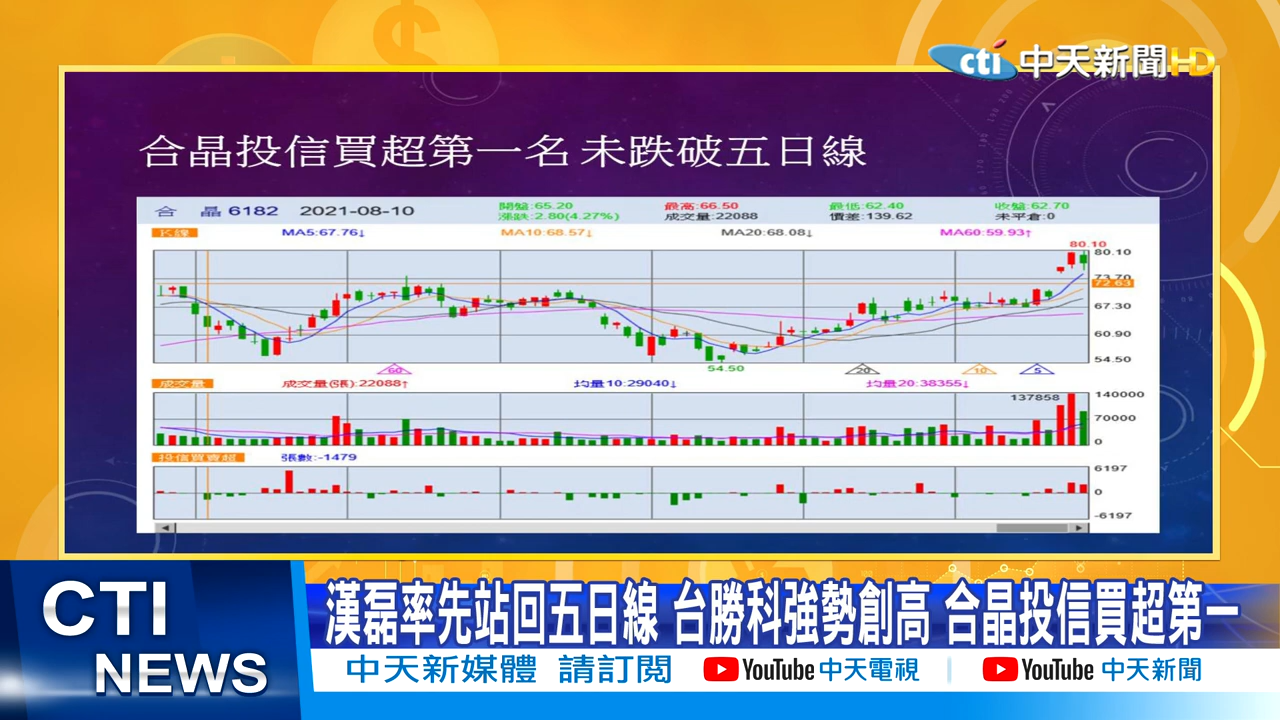 cti 中天新聞HD
合晶投信買超第一名 未跌破五日線
合 晶 6182 2021-08-10 開盤:65.20 最高:66.50 最低:62.40 收盤:62.70
漲跌:2.80(4.27%) 成交量:22088 價差:139.62 未平倉:0
K線 MA5:67.76↓ MA10:68.57↓ MA20:68.08↓ MA60:59.93↑
80.10
80.10
73.70
72.63
67.30
60.90
54.50
54.50
60 20 10 5
成交量 成交量(張):22088↑ 均量10:29040↓ 均量20:38355↓
137858
140000
70000
0
投信買賣超 張數:-1479
6197
0
-6197
CTI NEWS
漢磊率先站回五日線 台勝科強勢創高 合晶投信買超第一
中天新媒體 請訂閱 YouTube 中天電視 YouTube 中天新聞